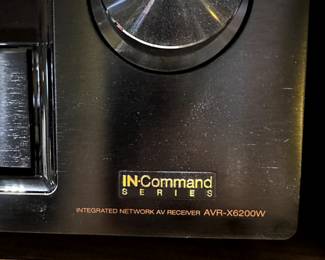 IN·Command
SERIES
INTEGRATED NETWORK AV RECEIVER AVR-X6200W